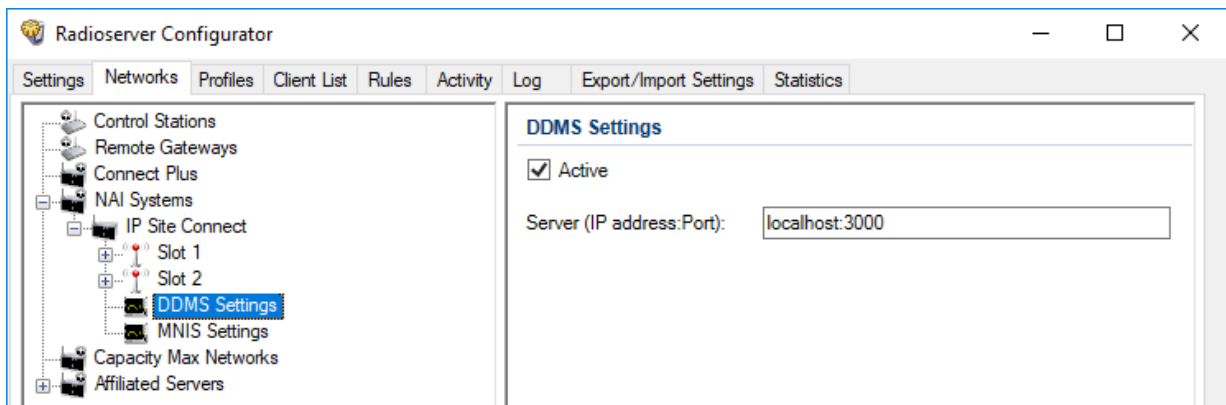 Radioserver Configurator
Settings Networks Profiles Client List Rules Activity Log Export/Import Settings Statistics
Control Stations
Remote Gateways
Connect Plus
NAI Systems
IP Site Connect
Slot 1
Slot 2
DDMS Settings
MNIS Settings
Capacity Max Networks
Affiliated Servers
DDMS Settings
Active
Server (IP address:Port): localhost:3000